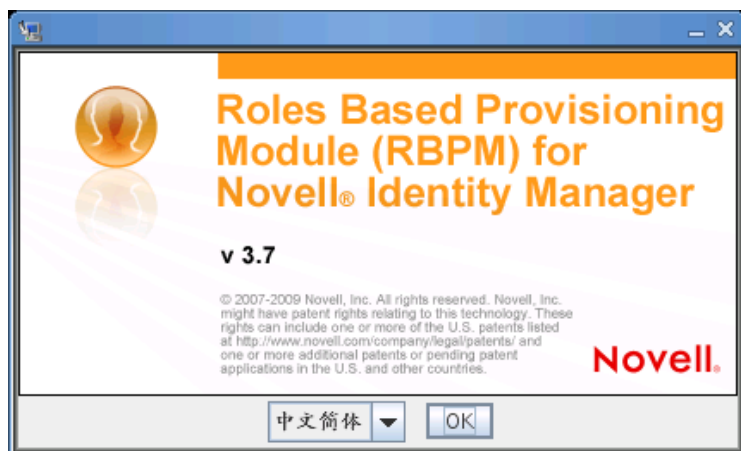 Roles Based Provisioning
Module (RBPM) for
Novell® Identity Manager
v 3.7
© 2007-2009 Novell, Inc. All rights reserved. Novell, Inc.
might have patent rights relating to this technology. These
rights can include one or more of the U.S. patents listed
at http://www.novell.com/company/legal/patents/ and
one or more additional patents or pending patent
applications in the U.S. and other countries.
Novell®
中文简体
OK